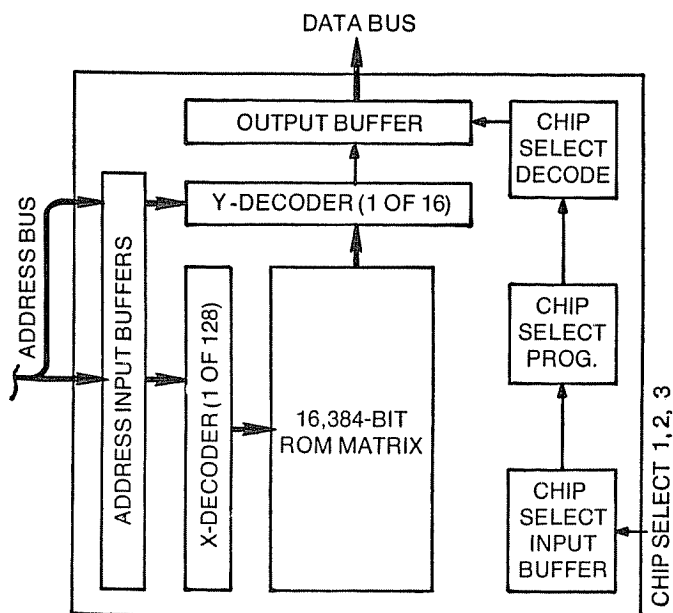 DATA BUS
OUTPUT BUFFER
CHIP
SELECT
DECODE
Y-DECODER (1 OF 16)
ADDRESS BUS
ADDRESS INPUT BUFFERS
X-DECODER (1 OF 128)
16,384-BIT
ROM MATRIX
CHIP
SELECT
PROG.
CHIP
SELECT
INPUT
BUFFER
CHIP SELECT 1, 2, 3